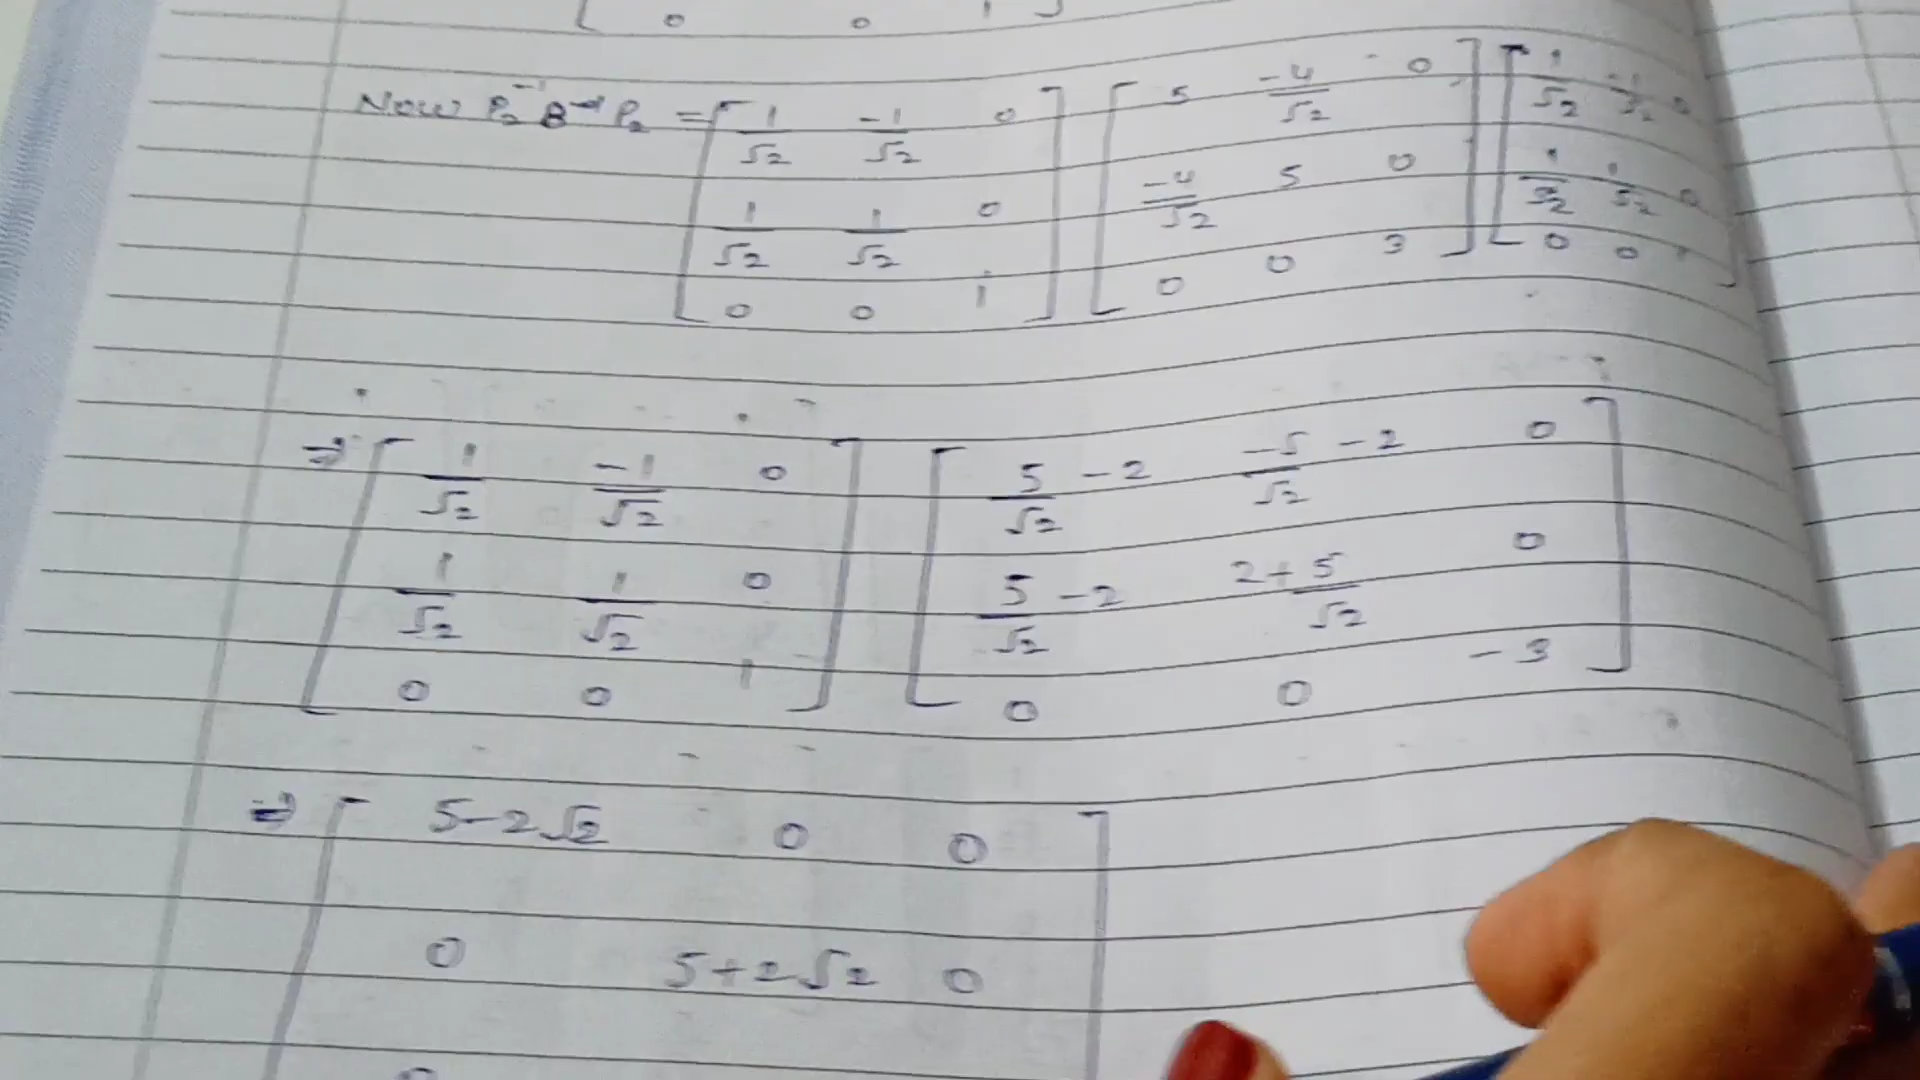 0 0 1
Now P₂⁻¹ B⁻¹ P₂ = [ 1/√2 -1/√2 0 ] [ 5 -4/√2 0 ] [ 1/√2 -1/√2 0 ]
[ 1/√2 1/√2 0 ] [ -4/√2 5 0 ] [ 1/√2 1/√2 0 ]
[ 0 0 1 ] [ 0 0 3 ] [ 0 0 1 ]
⇒ [ 1/√2 -1/√2 0 ] [ 5/√2 -2 -5/√2 -2 0 ]
[ 1/√2 1/√2 0 ] [ 5/√2 -2 2+5/√2 0 ]
[ 0 0 1 ] [ 0 0 -3 ]
⇒ [ 5-2√2 0 0 ]
[ 0 5+2√2 0 ]